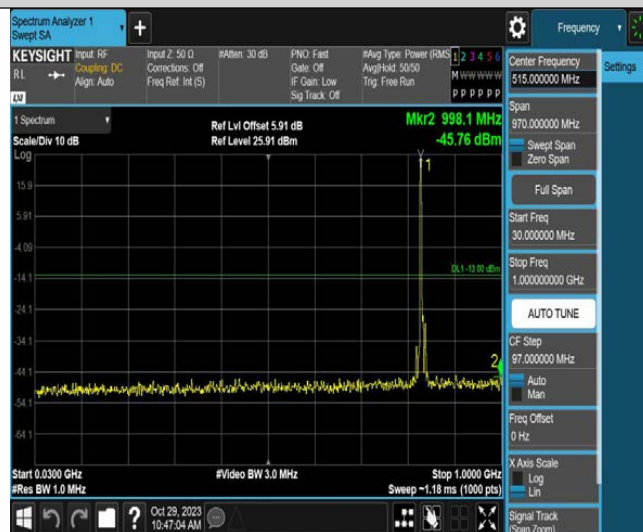 Spectrum Analyzer 1
Swept SA
+
Frequency
KEYSIGHT
RL
Input: RF
Coupling: DC
Align: Auto
Input Z: 50 Ω
Corrections: Off
Freq Ref: Int (S)
#Atten: 30 dB
PNO: Fast
Gate: Off
IF Gain: Low
Sig Track: Off
#Avg Type: Power (RMS
Avg|Hold: 50/50
Trig: Free Run
1 2 3 4 5 6
M W W W W W
P P P P P P
LXI
1 Spectrum
Scale/Div 10 dB
Ref Lvl Offset 5.91 dB
Ref Level 25.91 dBm
Mkr2 998.1 MHz
-45.76 dBm
Log
15.9
5.91
-4.09
-14.1
-24.1
-34.1
-44.1
-54.1
-64.1
1
DL1 -13.00 dBm
2
Start 0.0300 GHz
#Res BW 1.0 MHz
#Video BW 3.0 MHz
Stop 1.0000 GHz
Sweep ~1.18 ms (1000 pts)
?
Oct 29, 2023
10:47:04 AM
Center Frequency
515.000000 MHz
Settings
Span
970.000000 MHz
Swept Span
Zero Span
Full Span
Start Freq
30.000000 MHz
Stop Freq
1.000000000 GHz
AUTO TUNE
CF Step
97.000000 MHz
Auto
Man
Freq Offset
0 Hz
X Axis Scale
Log
Lin
Signal Track
(Span Zoom)